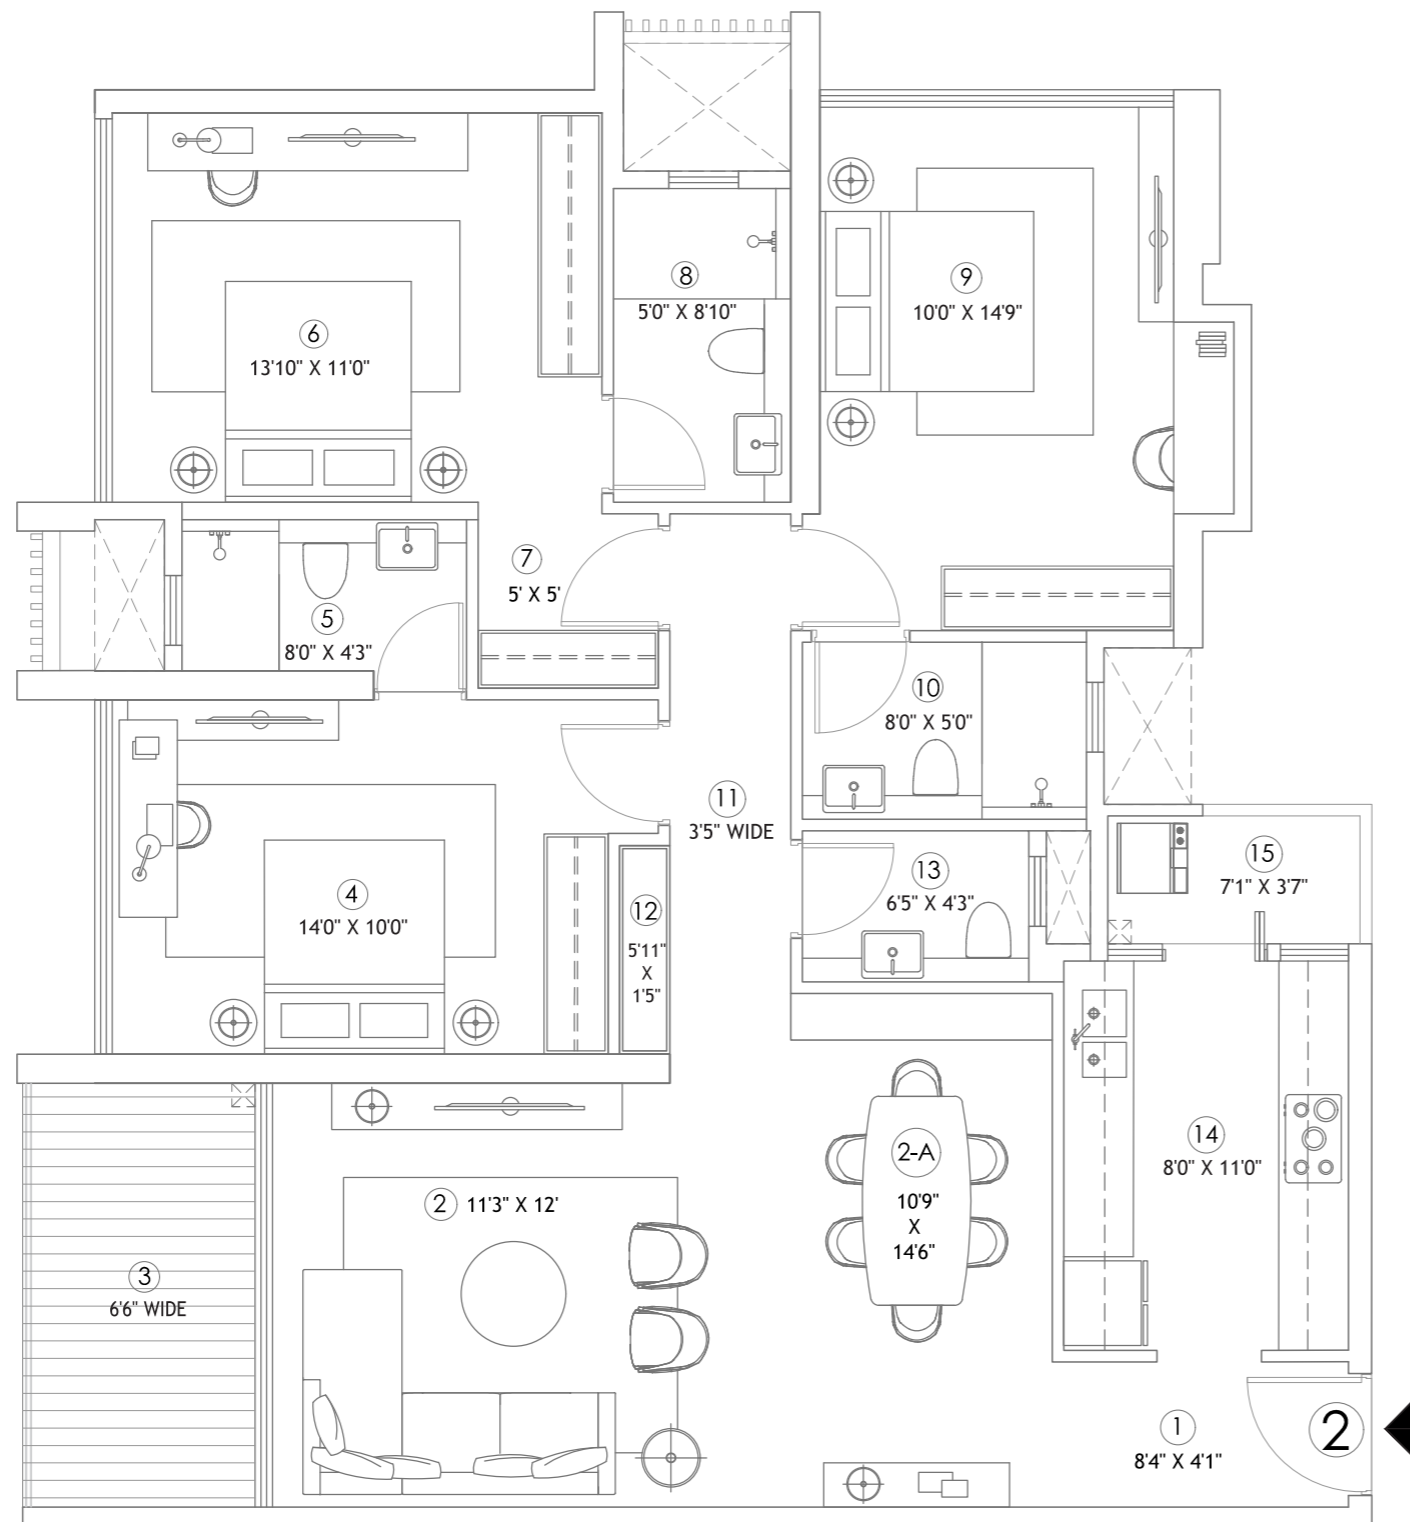 8
5'0" X 8'10"
9
10'0" X 14'9"
6
13'10" X 11'0"
7
5' X 5'
5
8'0" X 4'3"
10
8'0" X 5'0"
11
3'5" WIDE
13
6'5" X 4'3"
15
7'1" X 3'7"
4
14'0" X 10'0"
12
5'11"
X
1'5"
14
8'0" X 11'0"
2-A
10'9"
X
14'6"
2 11'3" X 12'
3
6'6" WIDE
1
8'4" X 4'1"
2